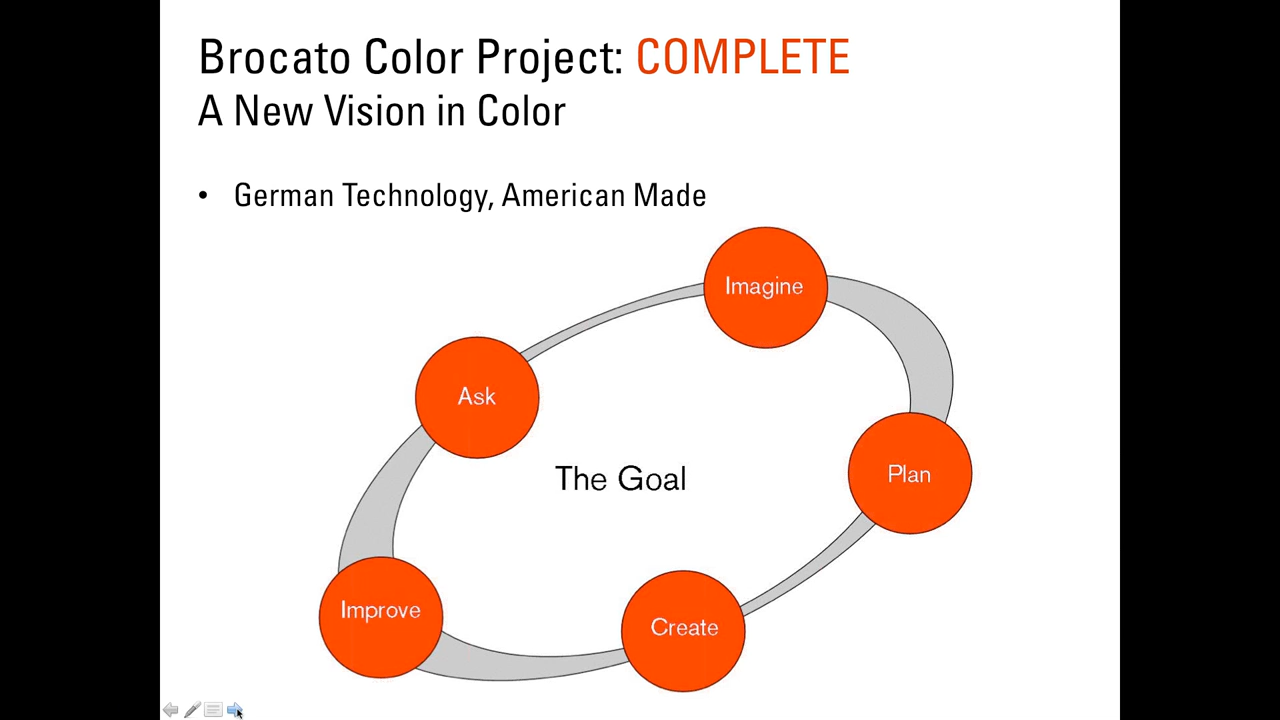 Brocato Color Project: COMPLETE
A New Vision in Color
• German Technology, American Made
Imagine
Ask
Plan
The Goal
Improve
Create